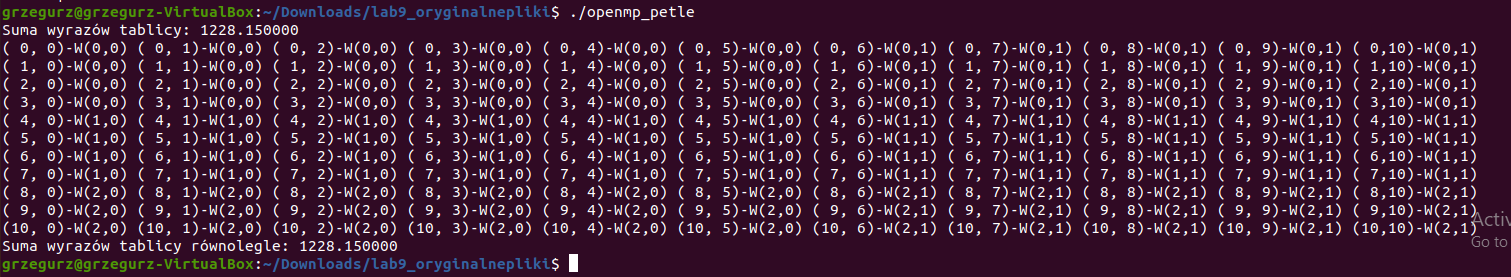 grzegurz@grzegurz-VirtualBox:~/Downloads/lab9_oryginalnepliki$ ./openmp_petle
Suma wyrazów tablicy: 1228.150000
( 0, 0)-W(0,0) ( 0, 1)-W(0,0) ( 0, 2)-W(0,0) ( 0, 3)-W(0,0) ( 0, 4)-W(0,0) ( 0, 5)-W(0,0) ( 0, 6)-W(0,1) ( 0, 7)-W(0,1) ( 0, 8)-W(0,1) ( 0, 9)-W(0,1) ( 0,10)-W(0,1)
( 1, 0)-W(0,0) ( 1, 1)-W(0,0) ( 1, 2)-W(0,0) ( 1, 3)-W(0,0) ( 1, 4)-W(0,0) ( 1, 5)-W(0,0) ( 1, 6)-W(0,1) ( 1, 7)-W(0,1) ( 1, 8)-W(0,1) ( 1, 9)-W(0,1) ( 1,10)-W(0,1)
( 2, 0)-W(0,0) ( 2, 1)-W(0,0) ( 2, 2)-W(0,0) ( 2, 3)-W(0,0) ( 2, 4)-W(0,0) ( 2, 5)-W(0,0) ( 2, 6)-W(0,1) ( 2, 7)-W(0,1) ( 2, 8)-W(0,1) ( 2, 9)-W(0,1) ( 2,10)-W(0,1)
( 3, 0)-W(0,0) ( 3, 1)-W(0,0) ( 3, 2)-W(0,0) ( 3, 3)-W(0,0) ( 3, 4)-W(0,0) ( 3, 5)-W(0,0) ( 3, 6)-W(0,1) ( 3, 7)-W(0,1) ( 3, 8)-W(0,1) ( 3, 9)-W(0,1) ( 3,10)-W(0,1)
( 4, 0)-W(1,0) ( 4, 1)-W(1,0) ( 4, 2)-W(1,0) ( 4, 3)-W(1,0) ( 4, 4)-W(1,0) ( 4, 5)-W(1,0) ( 4, 6)-W(1,1) ( 4, 7)-W(1,1) ( 4, 8)-W(1,1) ( 4, 9)-W(1,1) ( 4,10)-W(1,1)
( 5, 0)-W(1,0) ( 5, 1)-W(1,0) ( 5, 2)-W(1,0) ( 5, 3)-W(1,0) ( 5, 4)-W(1,0) ( 5, 5)-W(1,0) ( 5, 6)-W(1,1) ( 5, 7)-W(1,1) ( 5, 8)-W(1,1) ( 5, 9)-W(1,1) ( 5,10)-W(1,1)
( 6, 0)-W(1,0) ( 6, 1)-W(1,0) ( 6, 2)-W(1,0) ( 6, 3)-W(1,0) ( 6, 4)-W(1,0) ( 6, 5)-W(1,0) ( 6, 6)-W(1,1) ( 6, 7)-W(1,1) ( 6, 8)-W(1,1) ( 6, 9)-W(1,1) ( 6,10)-W(1,1)
( 7, 0)-W(1,0) ( 7, 1)-W(1,0) ( 7, 2)-W(1,0) ( 7, 3)-W(1,0) ( 7, 4)-W(1,0) ( 7, 5)-W(1,0) ( 7, 6)-W(1,1) ( 7, 7)-W(1,1) ( 7, 8)-W(1,1) ( 7, 9)-W(1,1) ( 7,10)-W(1,1)
( 8, 0)-W(2,0) ( 8, 1)-W(2,0) ( 8, 2)-W(2,0) ( 8, 3)-W(2,0) ( 8, 4)-W(2,0) ( 8, 5)-W(2,0) ( 8, 6)-W(2,1) ( 8, 7)-W(2,1) ( 8, 8)-W(2,1) ( 8, 9)-W(2,1) ( 8,10)-W(2,1)
( 9, 0)-W(2,0) ( 9, 1)-W(2,0) ( 9, 2)-W(2,0) ( 9, 3)-W(2,0) ( 9, 4)-W(2,0) ( 9, 5)-W(2,0) ( 9, 6)-W(2,1) ( 9, 7)-W(2,1) ( 9, 8)-W(2,1) ( 9, 9)-W(2,1) ( 9,10)-W(2,1)
(10, 0)-W(2,0) (10, 1)-W(2,0) (10, 2)-W(2,0) (10, 3)-W(2,0) (10, 4)-W(2,0) (10, 5)-W(2,0) (10, 6)-W(2,1) (10, 7)-W(2,1) (10, 8)-W(2,1) (10, 9)-W(2,1) (10,10)-W(2,1)
Activ
Go to
Suma wyrazów tablicy równolegle: 1228.150000
grzegurz@grzegurz-VirtualBox:~/Downloads/lab9_oryginalnepliki$